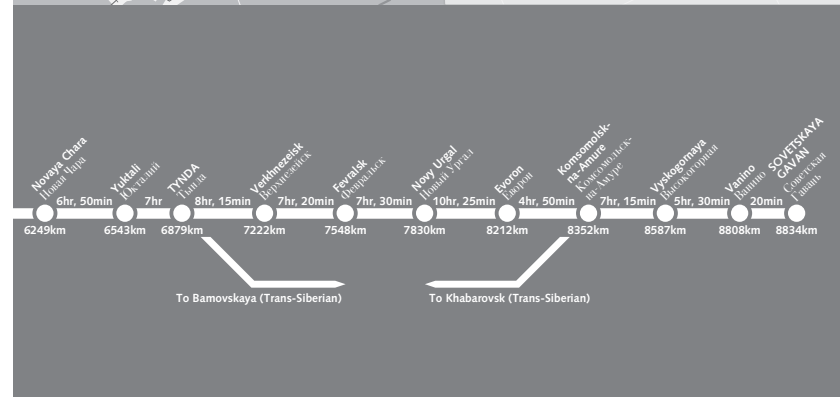 Novaya Chara
Новая Чара
Yuktali
Юкталий
TYNDA
Тында
Verkhnezeisk
Верхнезейск
Fevralsk
Февральск
Novy Urgal
Новый Ургал
Evoron
Еворон
Komsomolsk-
na-Amure
Комсомольск-
на-Амуре
Vyskogornaya
Высокогорная
Vanino
Ванино
SOVETSKAYA
GAVAN
Советская
Гавань
6hr, 50min 7hr 8hr, 15min 7hr, 20min 7hr, 30min 10hr, 25min 4hr, 50min 7hr, 15min 5hr, 30min 20min
6249km 6543km 6879km 7222km 7548km 7830km 8212km 8352km 8587km 8808km 8834km
To Bamovskaya (Trans-Siberian) To Khabarovsk (Trans-Siberian)